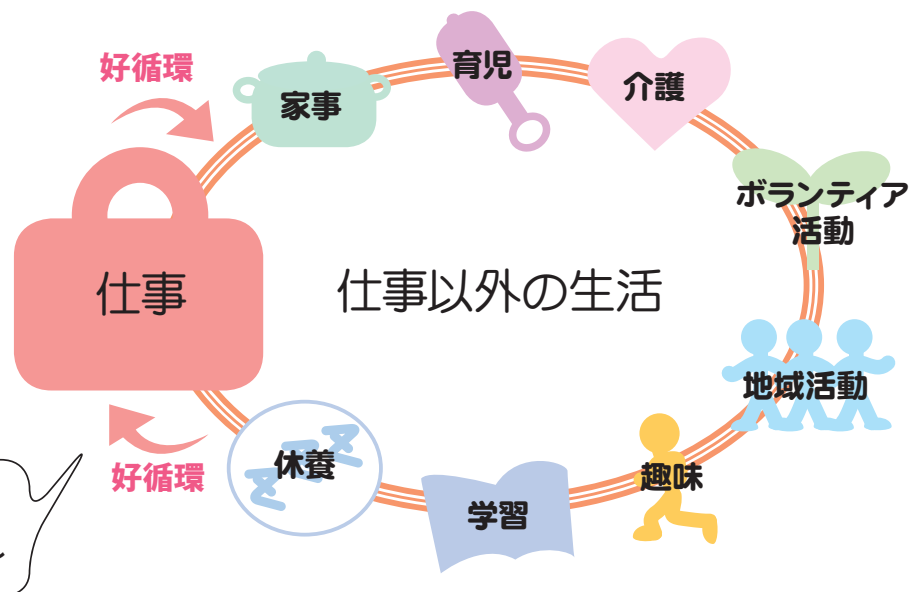 好循環
家事
育児
介護
ボランティア
活動
仕事
仕事以外の生活
地域活動
趣味
学習
休養
好循環